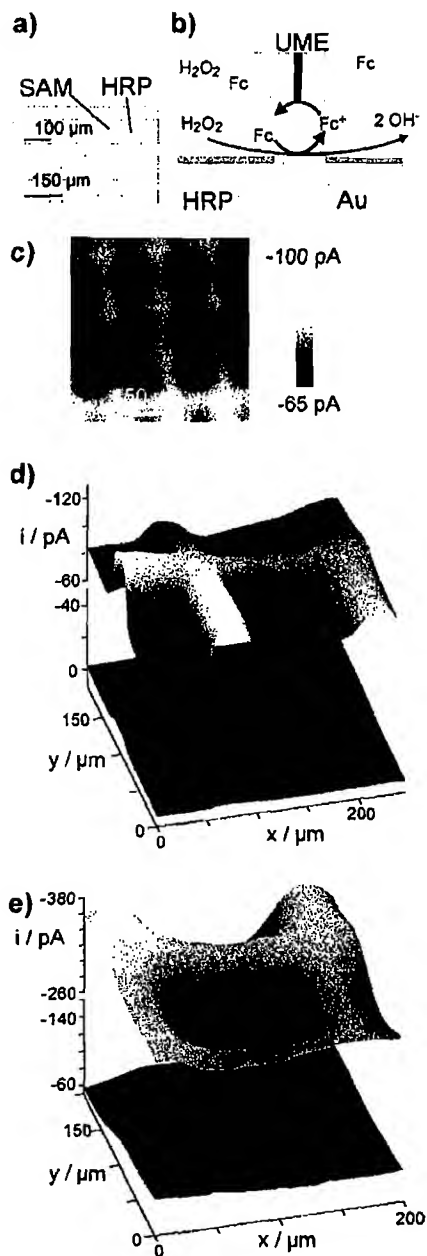 a)
SAM HRP
100 µm
150 µm
b)
UME
H₂O₂ Fc Fc
H₂O₂ Fc Fc⁺ 2 OH⁻
HRP Au
c)
-100 pA
50
-65 pA
d)
-120
i / pA
-60
-40
0
150
y / µm
0 0
x / µm
200
e)
-380
i / pA
-260
-140
-60
150
y / µm
0 0
x / µm
200